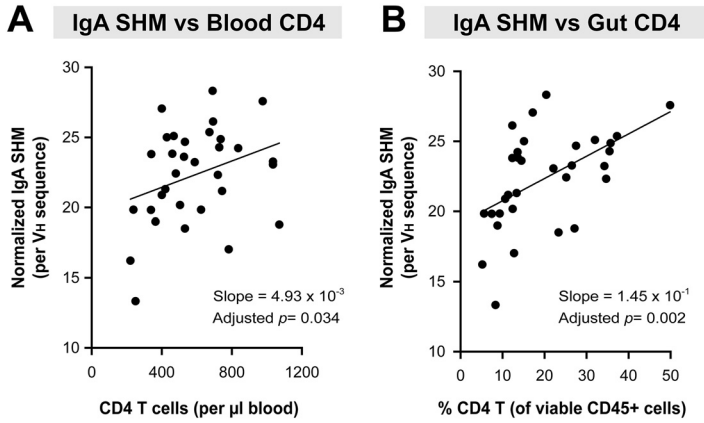 A
IgA SHM vs Blood CD4
Normalized IgA SHM
(per VH sequence)
30
25
20
15
10
Slope = 4.93 x 10-3
Adjusted p= 0.034
0
400
800
1200
CD4 T cells (per µl blood)
B
IgA SHM vs Gut CD4
Normalized IgA SHM
(per VH sequence)
30
25
20
15
10
Slope = 1.45 x 10-1
Adjusted p= 0.002
0
10
20
30
40
50
% CD4 T (of viable CD45+ cells)